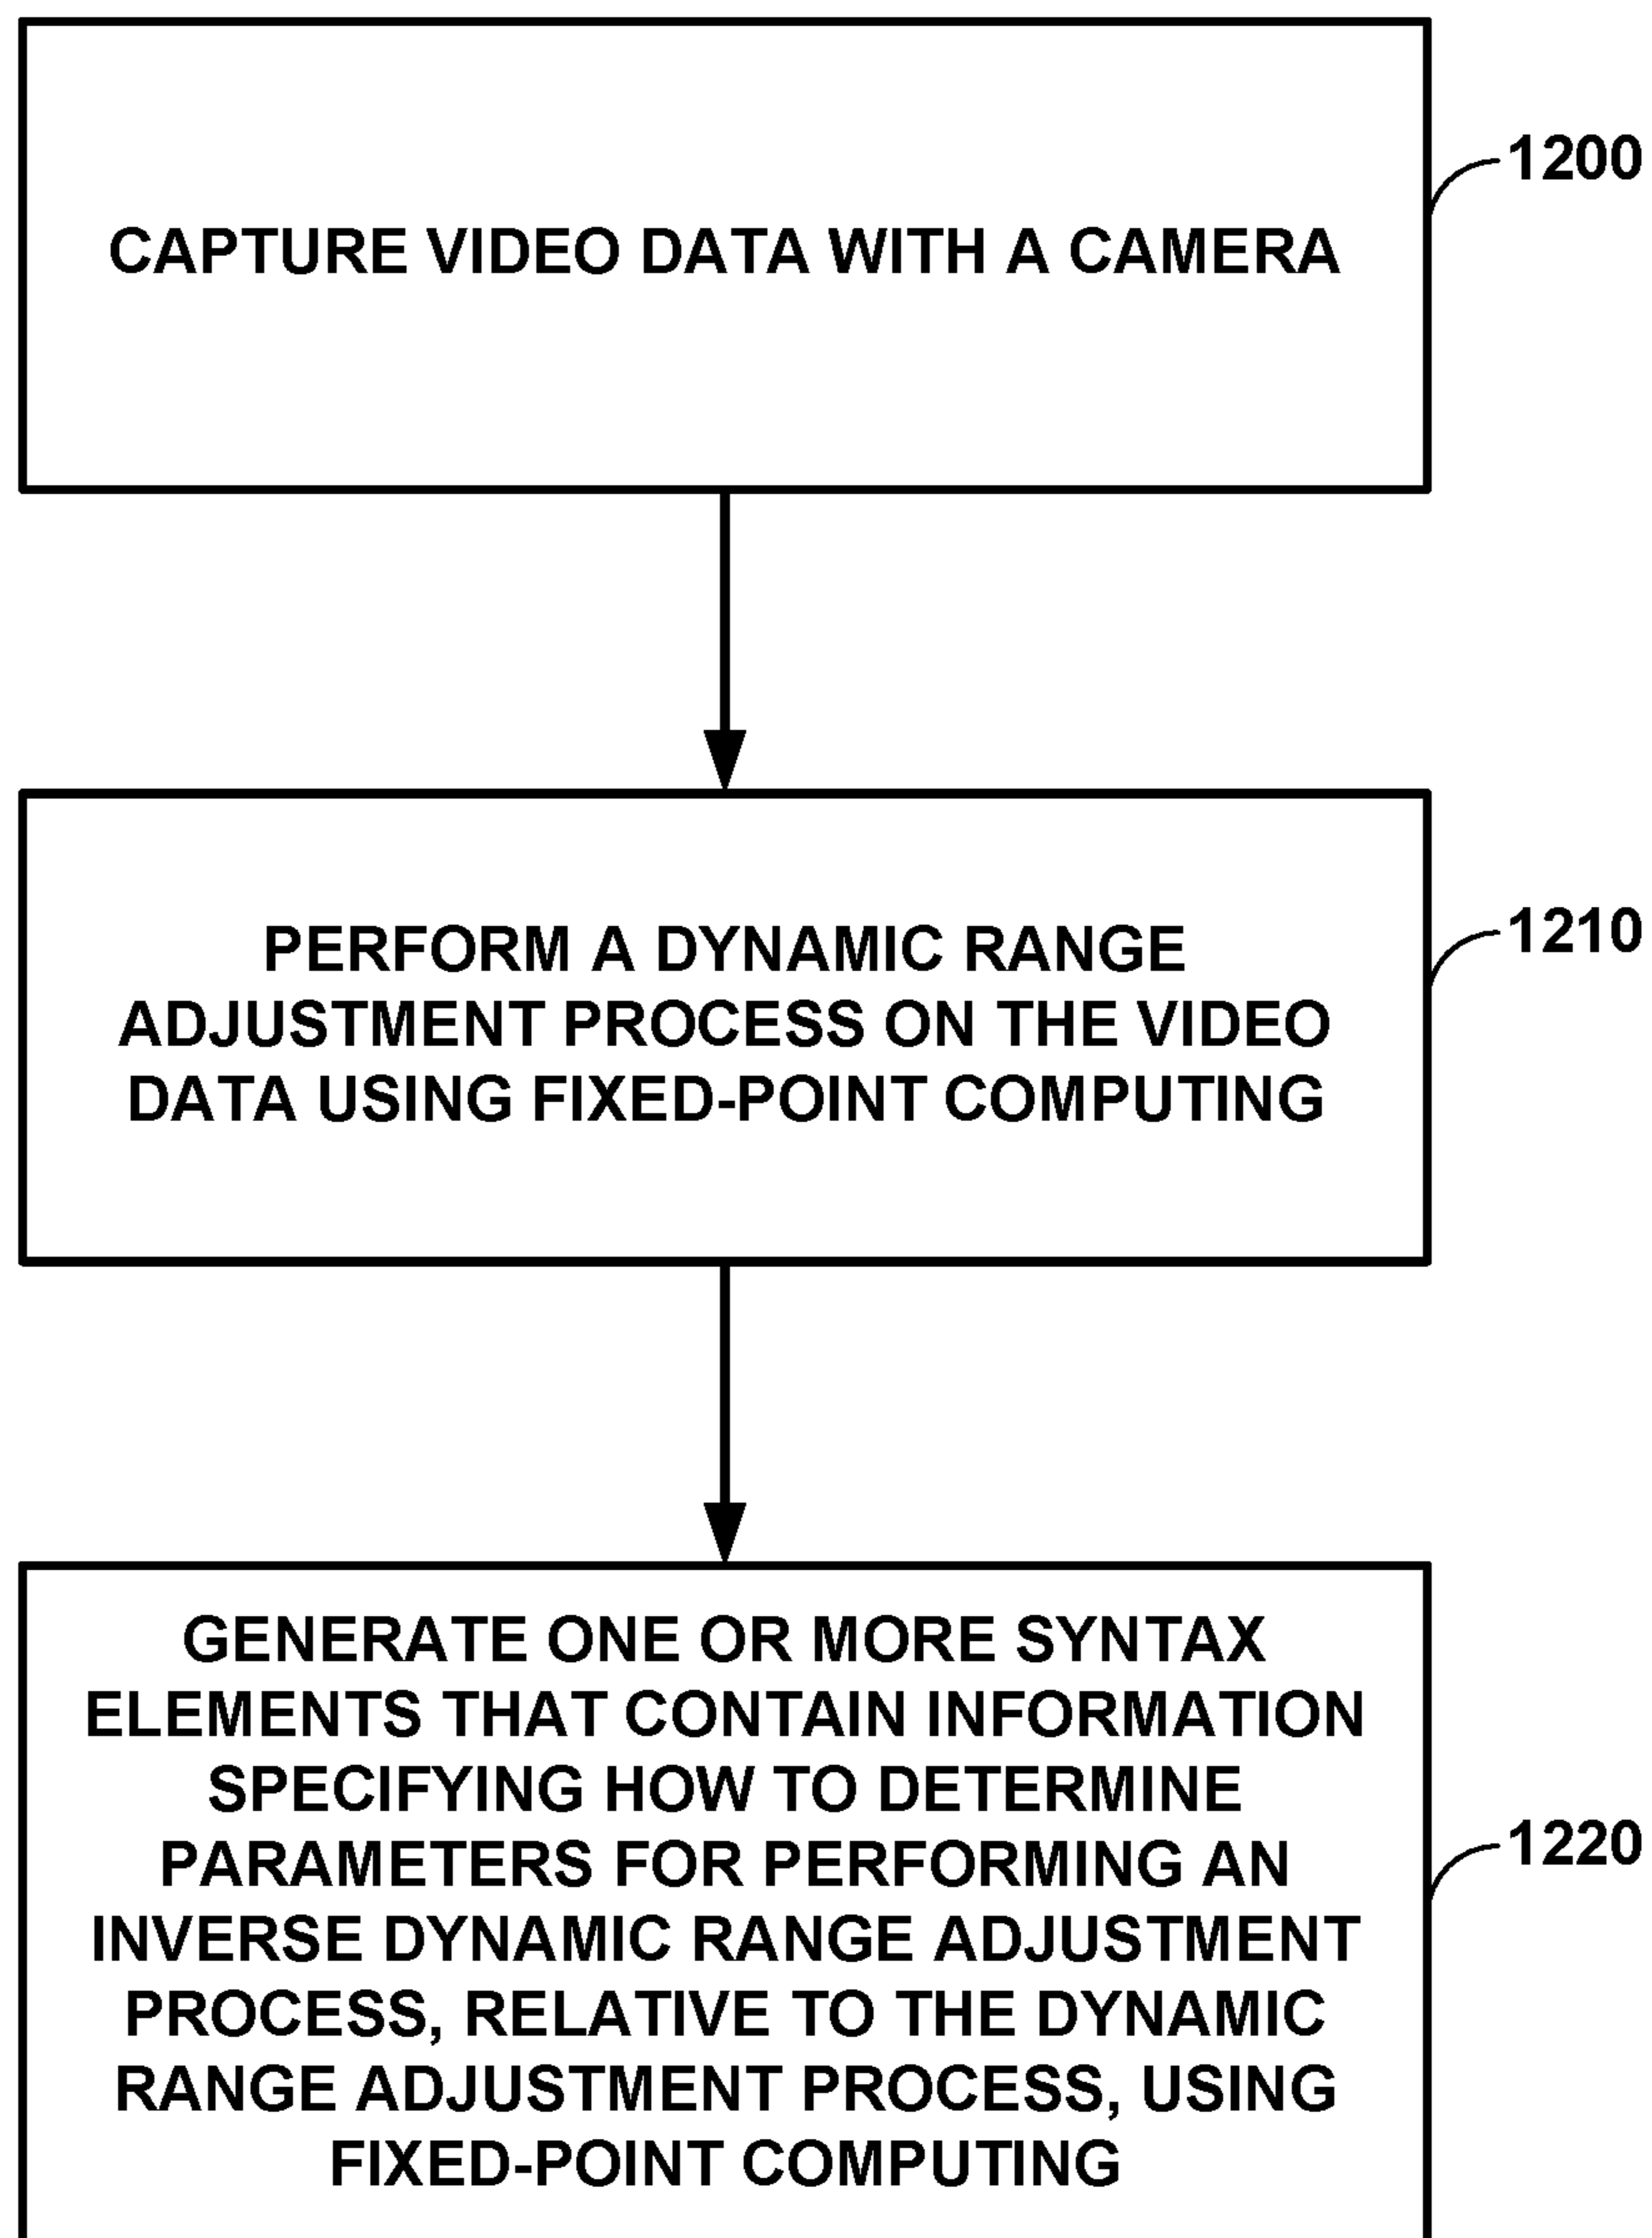 CAPTURE VIDEO DATA WITH A CAMERA
1200
PERFORM A DYNAMIC RANGE
ADJUSTMENT PROCESS ON THE VIDEO
DATA USING FIXED-POINT COMPUTING
1210
GENERATE ONE OR MORE SYNTAX
ELEMENTS THAT CONTAIN INFORMATION
SPECIFYING HOW TO DETERMINE
PARAMETERS FOR PERFORMING AN
INVERSE DYNAMIC RANGE ADJUSTMENT
PROCESS, RELATIVE TO THE DYNAMIC
RANGE ADJUSTMENT PROCESS, USING
FIXED-POINT COMPUTING
1220